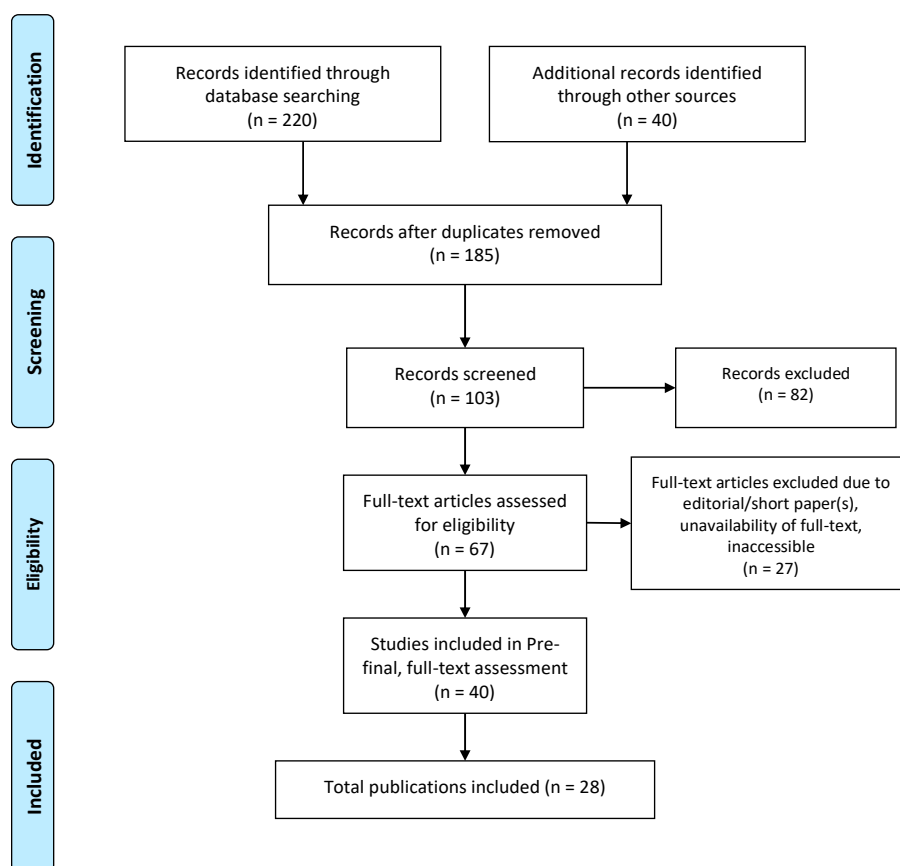 Identification
Records identified through
database searching
(n = 220)
Additional records identified
through other sources
(n = 40)
Records after duplicates removed
(n = 185)
Screening
Records screened
(n = 103)
Records excluded
(n = 82)
Eligibility
Full-text articles assessed
for eligibility
(n = 67)
Full-text articles excluded due to
editorial/short paper(s),
unavailability of full-text,
inaccessible
(n = 27)
Studies included in Pre-
final, full-text assessment
(n = 40)
Included
Total publications included (n = 28)